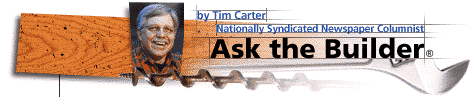 by Tim Carter
Nationally Syndicated Newspaper Columnist
Ask the Builder®